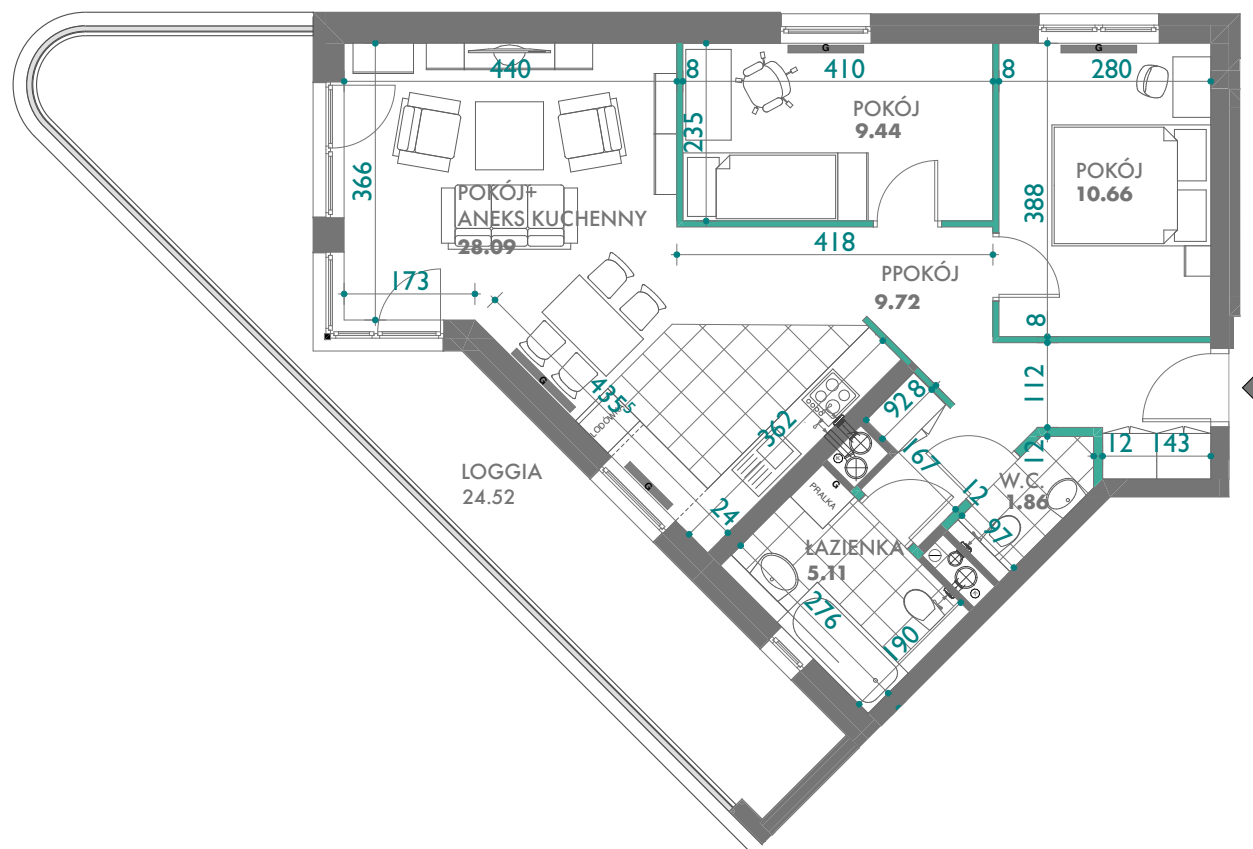 G
G
440
8
410
8
280
POKÓJ
9.44
235
POKÓJ
10.66
366
POKÓJ+
ANEKS KUCHENNY
28.09
388
418
PPOKÓJ
9.72
173
8
112
G
435⁵
LODÓWKA
92
8
362
12
12
143
LOGGIA
24.52
G
167
G
PRALKA
W.C.
1.86
12
97
24
ŁAZIENKA
5.11
276
190